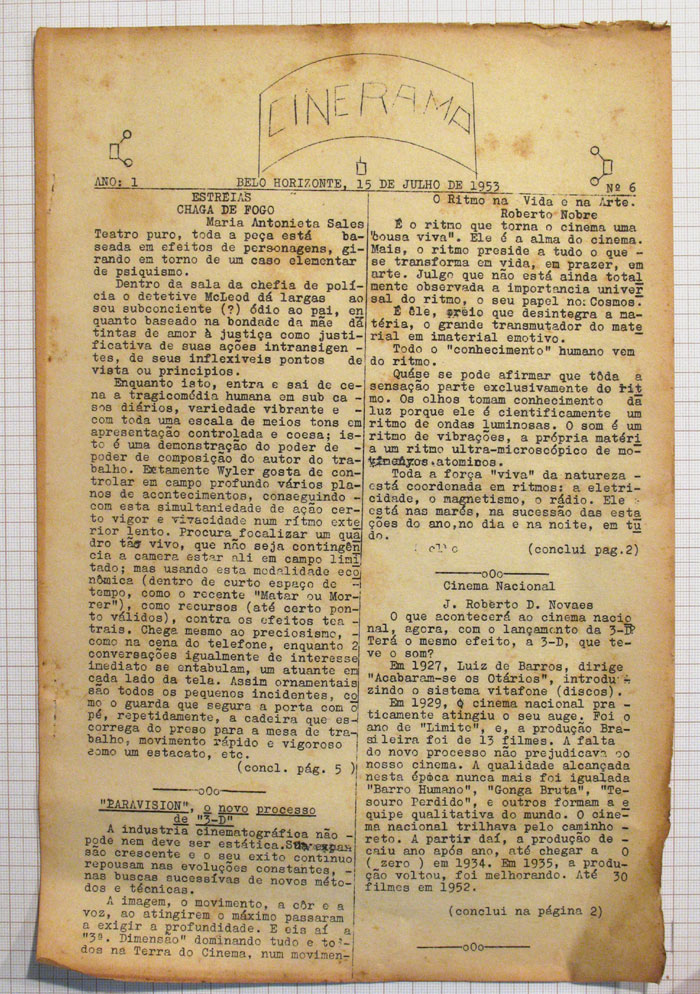 CINERAMA
ANO: 1 BELO HORIZONTE, 15 DE JULHO DE 1953 Nº 6
ESTRÉIAS
CHAGA DE FOGO
Maria Antonieta Sales
Teatro puro, toda a peça está ba-
seada em efeitos de personagens, gi-
rando em torno de um caso elementar
de psiquismo.
Dentro da sala da chefia de polí-
cia o detetive McLeod dá largas ao
seu subconciente (?) ódio ao pai, en
quanto baseado na bondade da mãe dá
tintas de amor à justiça como justi-
ficativa de suas ações intransigen -
tes, de seus inflexíveis pontos de
vista ou principios.
Enquanto isto, entra e sai de ce-
na a tragicomédia humana em sub ca -
sos diários, variedade vibrante e -
com toda uma escala de meios tons em
apresentação controlada e coesa; is-
to é uma demonstração do poder de -
poder de composição do autor do tra-
balho. Extamente Wyler gosta de con-
trolar em campo profundo vários pla-
nos de acontecimentos, conseguindo -
com esta simultaniedade de ação cer-
to vigor e vivacidade num rítmo exte
rior lento. Procura focalizar um qua
dro tão vivo, que não seja contingên
cia a camera estar ali em campo limi
tado; mas usando esta modalidade eco
nômica (dentro de curto espaço de -
tempo, como o recente "Matar ou Mor-
rer"), como recursos (até certo pon-
to válidos), contra os efeitos tea -
trais. Chega mesmo ao preciosismo, -
como na cena do telefone, enquanto 2
conversações igualmente de interesse
imediato se entabulam, um atuante em
cada lado da tela. Assim ornamentais
são todos os pequenos incidentes, co
mo o guarda que segura a porta com o
pé, repetidamente, a cadeira que es-
correga do preso para a mesa de tra-
balho, movimento rápido e vigoroso
como um estacato, etc.
(concl. pág. 5 )
oOo
"PARAVISION", o novo processo
de "3-D"
A industria cinematográfica não -
pode nem deve ser estática. Sua expan
são crescente e o seu exito continuo
repousam nas evoluções constantes, -
nas buscas sucessívas de novos méto-
dos e técnicas.
A imagem, o movimento, a côr e a
voz, ao atingirem o máximo passaram
a exigir a profundidade. E eis aí a
"3ª. Dimensão" dominando tudo e to-
dos na Terra do Cinema, num movimen-
O Ritmo na Vida e na Arte.
Roberto Nobre
É o ritmo que torna o cinema uma
"cousa viva". Ele é a alma do cinema.
Mais, o ritmo preside a tudo o que -
se transforma em vida, em prazer, em
arte. Julgo que não está ainda total
mente observada a importancia univer
sal do ritmo, o seu papel no Cosmos.
É êle, creio que desintegra a ma-
téria, o grande transmutador do mate
rial em imaterial emotivo.
Todo o "conhecimento" humano vem
do ritmo.
Quáse se pode afirmar que tôda a
sensação parte exclusivamente do rit
mo. Os olhos tomam conhecimento da
luz porque ele é cientificamente um
ritmo de ondas luminosas. O som é um
ritmo de vibrações, a própria matéri
a um ritmo ultra-microscópico de mo-
atominos.
Toda a força "viva" da natureza -
está coordenada em ritmos: a eletri-
cidade, o magnetismo, o rádio. Ele
está nas marés, na sucessão das esta
ções do ano, no dia e na noite, em tu
do.
(conclui pag.2)
oOo
Cinema Nacional
J. Roberto D. Novaes
O que acontecerá ao cinema nacio
nal, agora, com o lançamento da 3-D?
Terá o mesmo efeito, a 3-D, que te-
ve o som?
Em 1927, Luiz de Barros, dirige
"Acabaram-se os Otários", introdu -
zindo o sistema vitafone (discos).
Em 1929, o cinema nacional pra -
ticamente atingiu o seu auge. Foi o
ano de "Limite", e, a produção Bra-
sileira foi de 13 filmes. A falta
do novo processo não prejudicava ao
nosso cinema. A qualidade alcançada
nesta época nunca mais foi igualada
"Barro Humano", "Gonga Bruta", "Te-
souro Perdido", e outros formam a e
quipe qualitativa do mundo. O cine-
ma nacional trilhava pelo caminho -
reto. A partir daí, a produção de -
caiu ano após ano, até chegar a 0
( zero ) em 1934. Em 1935, a produ-
ção voltou, foi melhorando. Até 30
filmes em 1952.
(conclui na página 2)
oOo